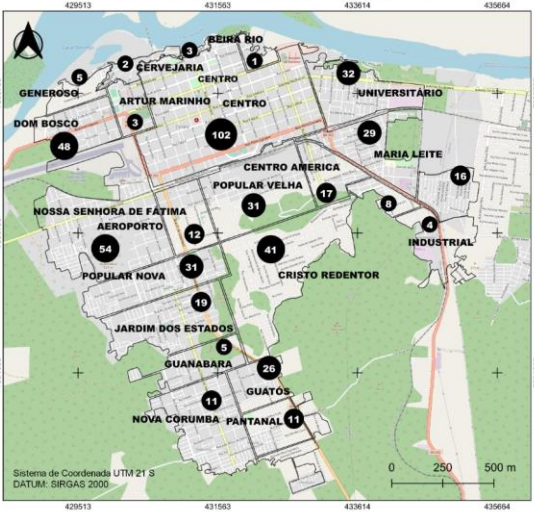 429513 431563 433614 435664
BEIRA RIO
3
1
2
CERVEJARIA
5
CENTRO
32
GENEROSO
UNIVERSITÁRIO
ARTUR MARINHO
CENTRO
DOM BOSCO
3
102
29
48
MARIA LEITE
CENTRO AMERICA
16
POPULAR VELHA
17
31
8
NOSSA SENHORA DE FÁTIMA
AEROPORTO
12
4
54
41
INDUSTRIAL
31
POPULAR NOVA
CRISTO REDENTOR
19
JARDIM DOS ESTADOS
5
GUANABARA
26
GUATÓS
11
NOVA CORUMBA
PANTANAL
11
Sistema de Coordenada UTM 21 S
DATUM: SIRGAS 2000
0 250 500 m
429513 431563 433614 435664